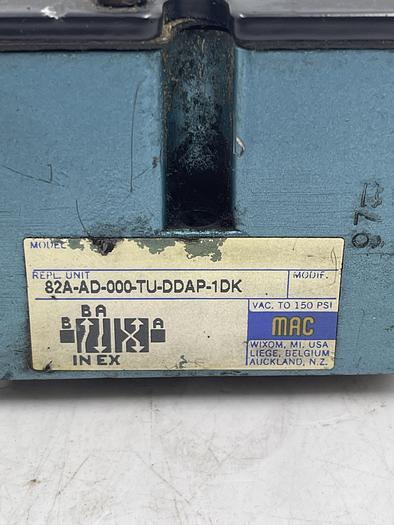 MODEL
REPL. UNIT
MODIF.
82A-AD-000-TU-DDAP-1DK
VAC. TO 150 PSI
B A
B A
IN EX
MAC
WIXOM, MI. USA
LIEGE, BELGIUM
AUCKLAND, N.Z.